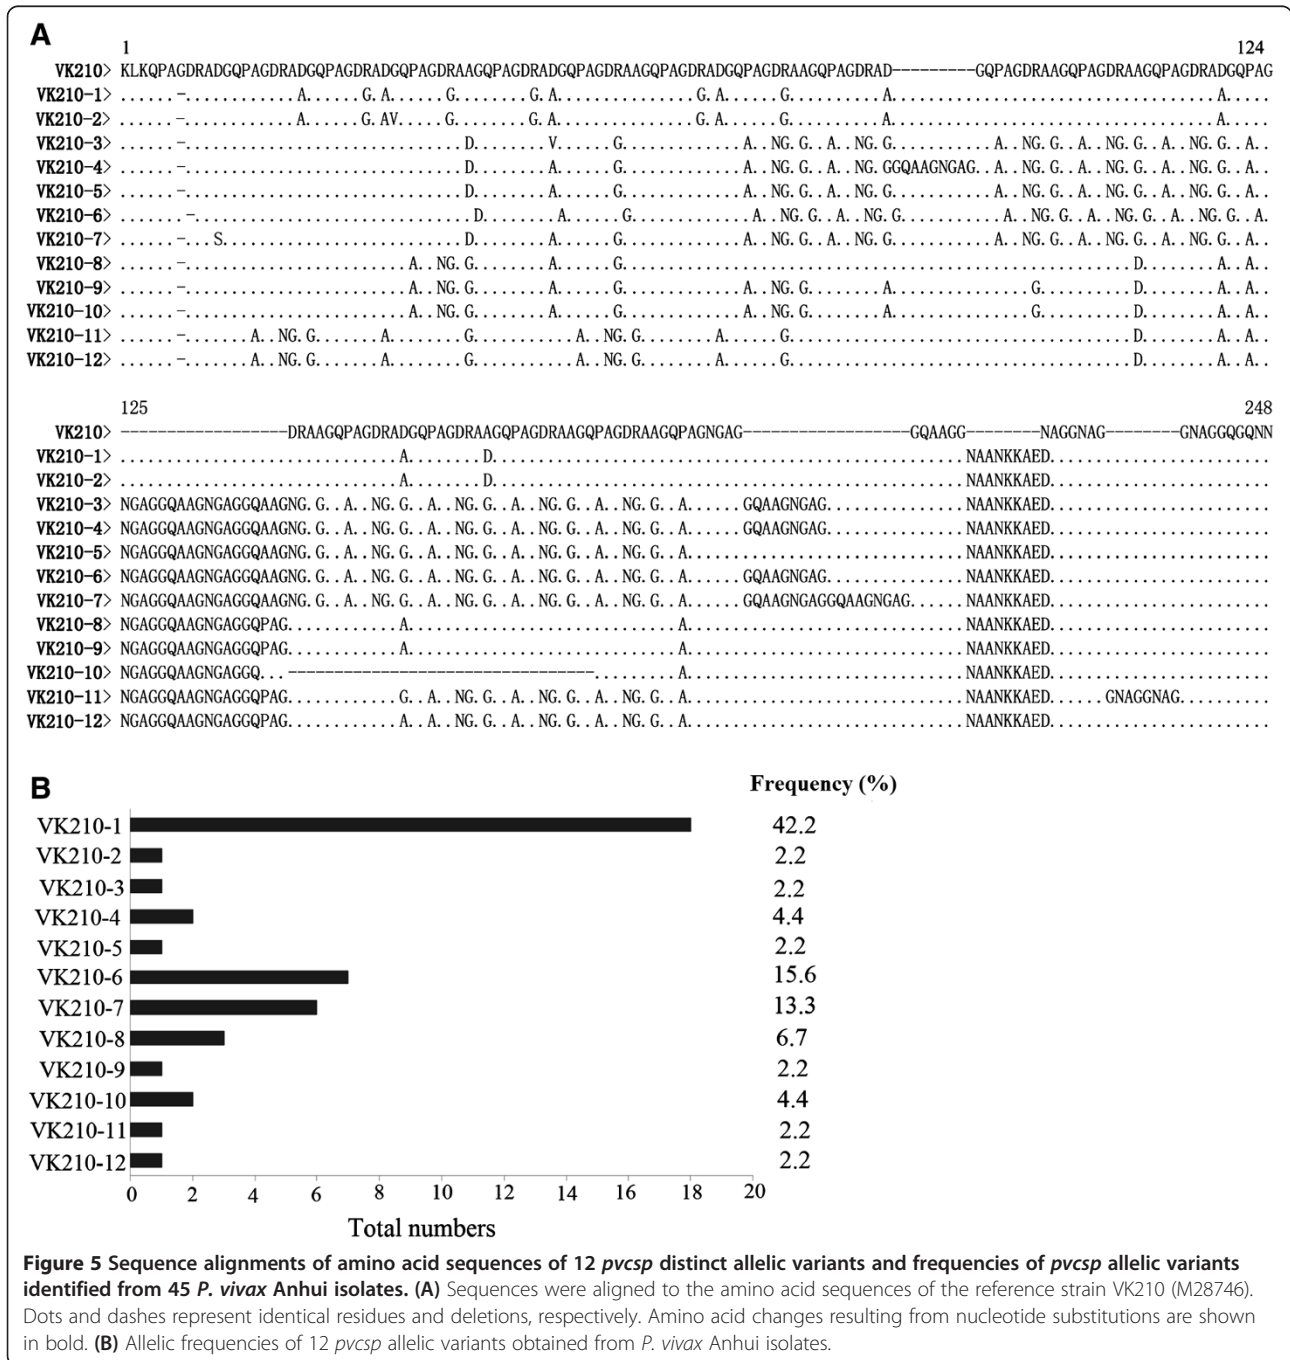 A
1 124
VK210> KLKQPAGDRADGQPAGDRADGQPAGDRADGQPAGDRAAGQPAGDRADGQPAGDRAAGQPAGDRADGQPAGDRAAGQPAGDRAD---------GQPAGDRAAGQPAGDRAAGQPAGDRADGQPAG
VK210-1> ......-............A......G.A......G........G.A...............G.A......G..........A...................................A.....
VK210-2> ......-............A......G.AV.....G........G.A...............G.A......G..........A...................................A.....
VK210-3> ......-..............................D........V......G.............A..NG.G..A..NG.G...........A..NG.G..A..NG.G..A..NG.G..A..
VK210-4> ......-..............................D........A......G.............A..NG.G..A..NG.GGQAAGNGAG..A..NG.G..A..NG.G..A..NG.G..A..
VK210-5> ......-..............................D........A......G.............A..NG.G..A..NG.G...........A..NG.G..A..NG.G..A..NG.G..A..
VK210-6> .......-..............................D........A......G.............A..NG.G..A..NG.G...........A..NG.G..A..NG.G..A..NG.G..A.
VK210-7> ......-...S..........................D........A......G.............A..NG.G..A..NG.G...........A..NG.G..A..NG.G..A..NG.G..A..
VK210-8> ......-........................A..NG.G........A......G.......................................................D........A..A..
VK210-9> ......-........................A..NG.G........A......G.............A..NG.G........A...............G..........D........A..A..
VK210-10> ......-........................A..NG.G........A......G.............A..NG.G........A...............G..........D........A..A..
VK210-11> ......-.......A..NG.G.......A........G...........A..NG.G........A......G.....................................D........A..A..
VK210-12> ......-.......A..NG.G.......A........G...........A..NG.G........A......G.....................................D........A..A..
125 248
VK210> ------------------DRAAGQPAGDRADGQPAGDRAAGQPAGDRAAGQPAGDRAAGQPAGNGAG------------------GQAAGG--------NAGGNAG--------GNAGGQGQNN
VK210-1> ..............................A........D...................................................NAANKKAED........................
VK210-2> ..............................A........D...................................................NAANKKAED........................
VK210-3> NGAGGQAAGNGAGGQAAGNG.G..A..NG.G..A..NG.G..A..NG.G..A..NG.G..A......GQAAGNGAG...............NAANKKAED........................
VK210-4> NGAGGQAAGNGAGGQAAGNG.G..A..NG.G..A..NG.G..A..NG.G..A..NG.G..A......GQAAGNGAG...............NAANKKAED........................
VK210-5> NGAGGQAAGNGAGGQAAGNG.G..A..NG.G..A..NG.G..A..NG.G..A..NG.G..A..............................NAANKKAED........................
VK210-6> NGAGGQAAGNGAGGQAAGNG.G..A..NG.G..A..NG.G..A..NG.G..A..NG.G..A......GQAAGNGAG...............NAANKKAED........................
VK210-7> NGAGGQAAGNGAGGQAAGNG.G..A..NG.G..A..NG.G..A..NG.G..A..NG.G..A......GQAAGNGAGGQAAGNGAG......NAANKKAED........................
VK210-8> NGAGGQAAGNGAGGQPAG............A.............................A..............................NAANKKAED........................
VK210-9> NGAGGQAAGNGAGGQPAG............A.............................A..............................NAANKKAED........................
VK210-10> NGAGGQAAGNGAGGQ...---------------------------------.........A..............................NAANKKAED........................
VK210-11> NGAGGQAAGNGAGGQPAG............G..A..NG.G..A..NG.G..A..NG.G..A..............................NAANKKAED......GNAGGNAG..........
VK210-12> NGAGGQAAGNGAGGQPAG............A..A..NG.G..A..NG.G..A..NG.G..A..............................NAANKKAED........................
B
Frequency (%)
VK210-1 42.2
VK210-2 2.2
VK210-3 2.2
VK210-4 4.4
VK210-5 2.2
VK210-6 15.6
VK210-7 13.3
VK210-8 6.7
VK210-9 2.2
VK210-10 4.4
VK210-11 2.2
VK210-12 2.2
0 2 4 6 8 10 12 14 16 18 20
Total numbers
Figure 5 Sequence alignments of amino acid sequences of 12 pvcsp distinct allelic variants and frequencies of pvcsp allelic variants
identified from 45 P. vivax Anhui isolates. (A) Sequences were aligned to the amino acid sequences of the reference strain VK210 (M28746).
Dots and dashes represent identical residues and deletions, respectively. Amino acid changes resulting from nucleotide substitutions are shown
in bold. (B) Allelic frequencies of 12 pvcsp allelic variants obtained from P. vivax Anhui isolates.